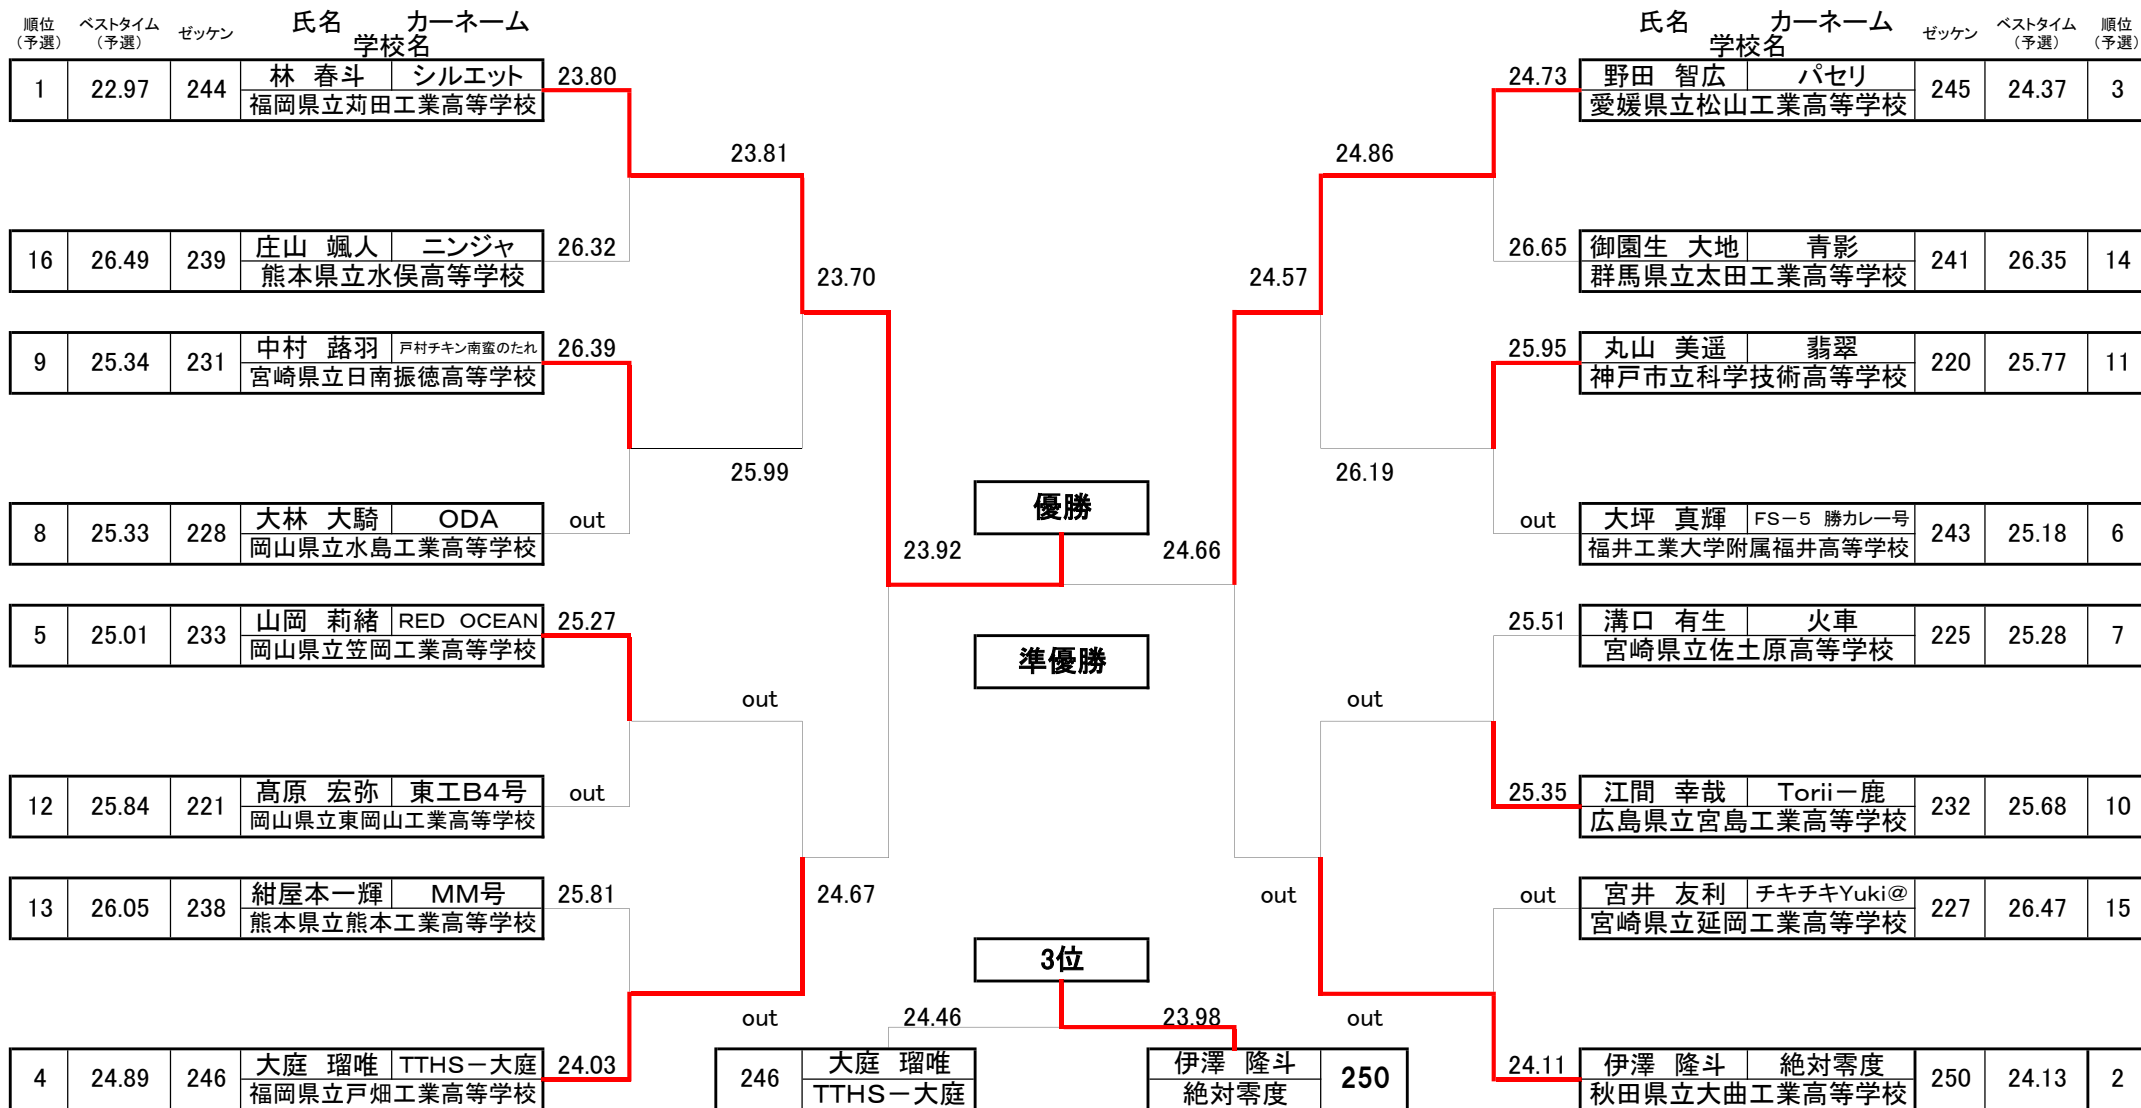 順位
(予選)
ベストタイム
(予選)
ゼッケン
氏名 カーネーム
学校名
1 22.97 244 林 春斗 シルエット 23.80
福岡県立苅田工業高等学校
23.81
16 26.49 239 庄山 颯人 ニンジャ 26.32
熊本県立水俣高等学校
23.70
9 25.34 231 中村 蕗羽 戸村チキン南蛮のたれ 26.39
宮崎県立日南振徳高等学校
25.99
8 25.33 228 大林 大騎 ODA out
岡山県立水島工業高等学校
23.92
5 25.01 233 山岡 莉緒 RED OCEAN 25.27
岡山県立笠岡工業高等学校
out
12 25.84 221 髙原 宏弥 東工B4号 out
岡山県立東岡山工業高等学校
13 26.05 238 紺屋本一輝 MM号 25.81
熊本県立熊本工業高等学校
24.67
out
4 24.89 246 大庭 瑠唯 TTHS-大庭 24.03
福岡県立戸畑工業高等学校
優勝
準優勝
3位
24.46 23.98
246 大庭 瑠唯
TTHS-大庭
伊澤 隆斗 250
絶対零度
氏名 カーネーム
学校名
ゼッケン
ベストタイム
(予選)
順位
(予選)
24.73 野田 智広 パセリ 245 24.37 3
愛媛県立松山工業高等学校
24.86
26.65 御園生 大地 青影 241 26.35 14
群馬県立太田工業高等学校
24.57
25.95 丸山 美遥 翡翠 220 25.77 11
神戸市立科学技術高等学校
26.19
out 大坪 真輝 FS-5 勝カレー号 243 25.18 6
福井工業大学附属福井高等学校
24.66
25.51 溝口 有生 火車 225 25.28 7
宮崎県立佐土原高等学校
out
25.35 江間 幸哉 Torii-鹿 232 25.68 10
広島県立宮島工業高等学校
out 宮井 友利 チキチキYuki@ 227 26.47 15
宮崎県立延岡工業高等学校
out
out
24.11 伊澤 隆斗 絶対零度 250 24.13 2
秋田県立大曲工業高等学校